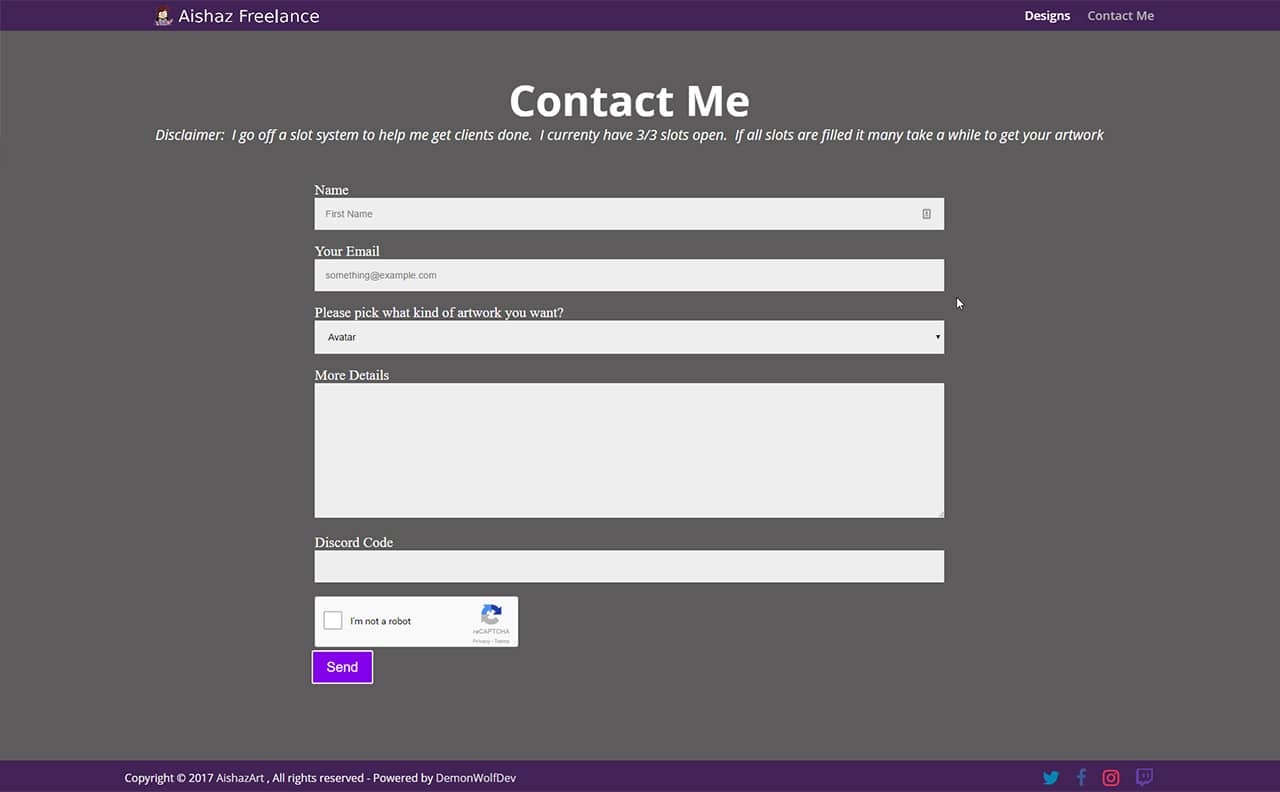 Aishaz Freelance
Designs
Contact Me
Contact Me
Disclaimer: I go off a slot system to help me get clients done. I currenty have 3/3 slots open. If all slots are filled it many take a while to get your artwork
Name
First Name
Your Email
something@example.com
Please pick what kind of artwork you want?
Avatar
More Details
Discord Code
I'm not a robot
reCAPTCHA
Privacy - Terms
Send
Copyright © 2017 AishazArt , All rights reserved - Powered by DemonWolfDev